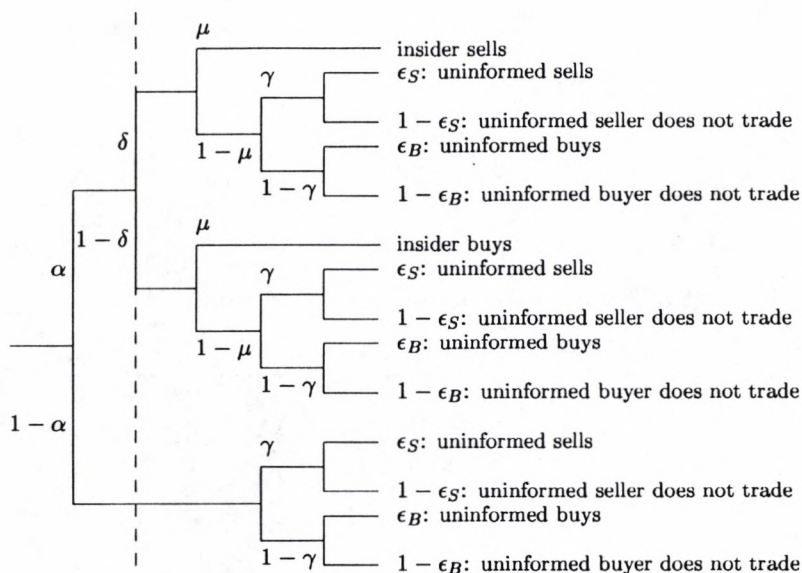 μ
insider sells
γ
ϵ_S: uninformed sells
δ
1 − ϵ_S: uninformed seller does not trade
1 − μ
ϵ_B: uninformed buys
1 − γ
1 − ϵ_B: uninformed buyer does not trade
μ
1 − δ
insider buys
α
γ
ϵ_S: uninformed sells
1 − ϵ_S: uninformed seller does not trade
1 − μ
ϵ_B: uninformed buys
1 − γ
1 − ϵ_B: uninformed buyer does not trade
1 − α
γ
ϵ_S: uninformed sells
1 − ϵ_S: uninformed seller does not trade
ϵ_B: uninformed buys
1 − γ
1 − ϵ_B: uninformed buyer does not trade